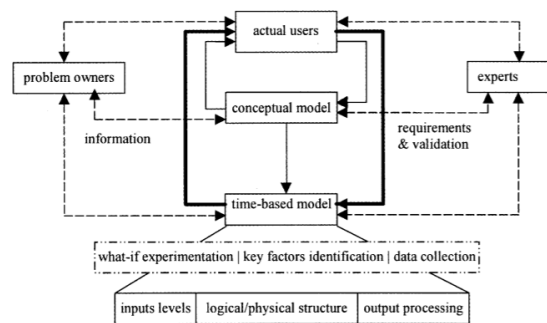 actual users
problem owners
experts
conceptual model
information
requirements
& validation
time-based model
what-if experimentation | key factors identification | data collection
inputs levels
logical/physical structure
output processing